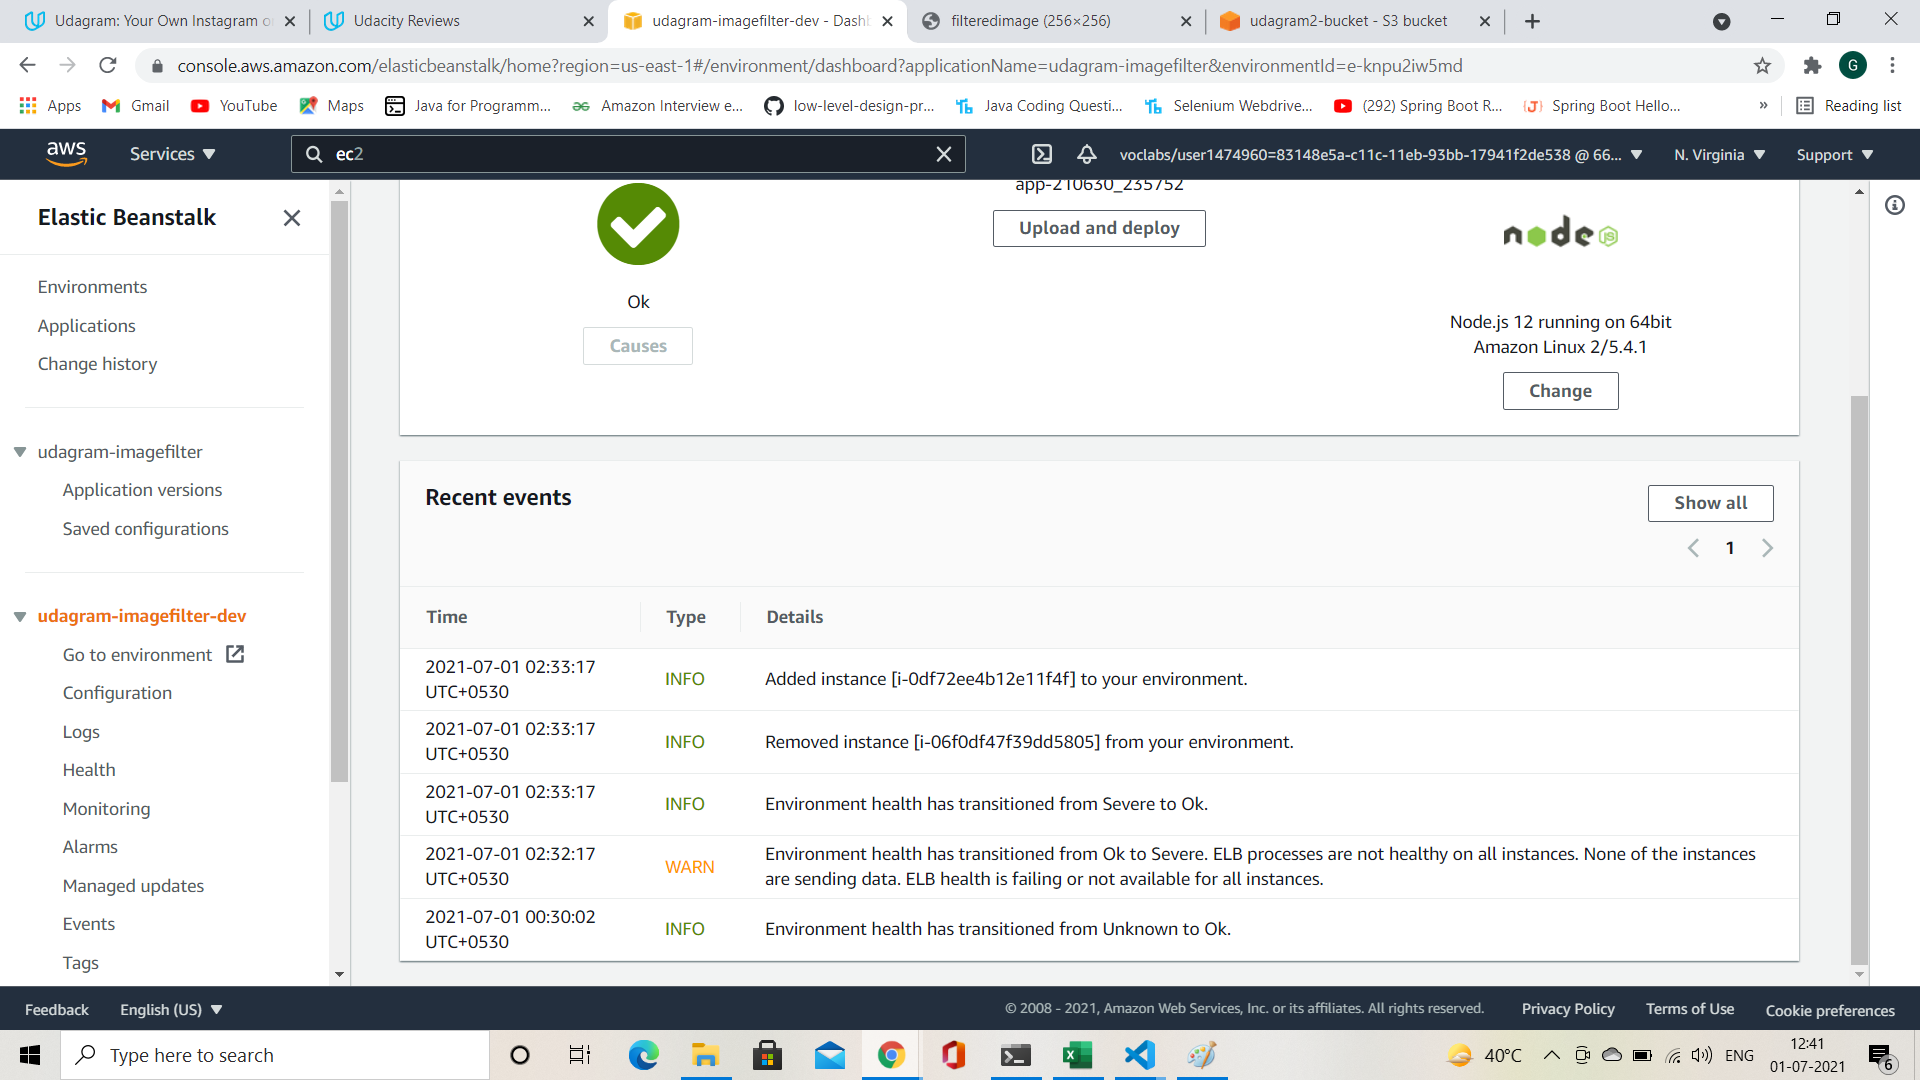 Udagram: Your Own Instagram o
Udacity Reviews
udagram-imagefilter-dev - Dashb
filteredimage (256×256)
udagram2-bucket - S3 bucket
console.aws.amazon.com/elasticbeanstalk/home?region=us-east-1#/environment/dashboard?applicationName=udagram-imagefilter&environmentId=e-knpu2iw5md
G
Apps
Gmail
YouTube
Maps
Java for Programm...
Amazon Interview e...
low-level-design-pr...
Java Coding Questi...
Selenium Webdrive...
(292) Spring Boot R...
Spring Boot Hello...
»
Reading list
aws
Services
ec2
voclabs/user1474960=83148e5a-c11c-11eb-93bb-17941f2de538 @ 66...
N. Virginia
Support
Elastic Beanstalk
Environments
Applications
Change history
udagram-imagefilter
Application versions
Saved configurations
udagram-imagefilter-dev
Go to environment
Configuration
Logs
Health
Monitoring
Alarms
Managed updates
Events
Tags
Ok
Causes
app-210630_235752
Upload and deploy
node JS
Node.js 12 running on 64bit
Amazon Linux 2/5.4.1
Change
Recent events
Show all
1
Time
Type
Details
2021-07-01 02:33:17
UTC+0530
INFO
Added instance [i-0df72ee4b12e11f4f] to your environment.
2021-07-01 02:33:17
UTC+0530
INFO
Removed instance [i-06f0df47f39dd5805] from your environment.
2021-07-01 02:33:17
UTC+0530
INFO
Environment health has transitioned from Severe to Ok.
2021-07-01 02:32:17
UTC+0530
WARN
Environment health has transitioned from Ok to Severe. ELB processes are not healthy on all instances. None of the instances
are sending data. ELB health is failing or not available for all instances.
2021-07-01 00:30:02
UTC+0530
INFO
Environment health has transitioned from Unknown to Ok.
Feedback
English (US)
© 2008 - 2021, Amazon Web Services, Inc. or its affiliates. All rights reserved.
Privacy Policy
Terms of Use
Cookie preferences
Type here to search
40°C
ENG
12:41
01-07-2021
6